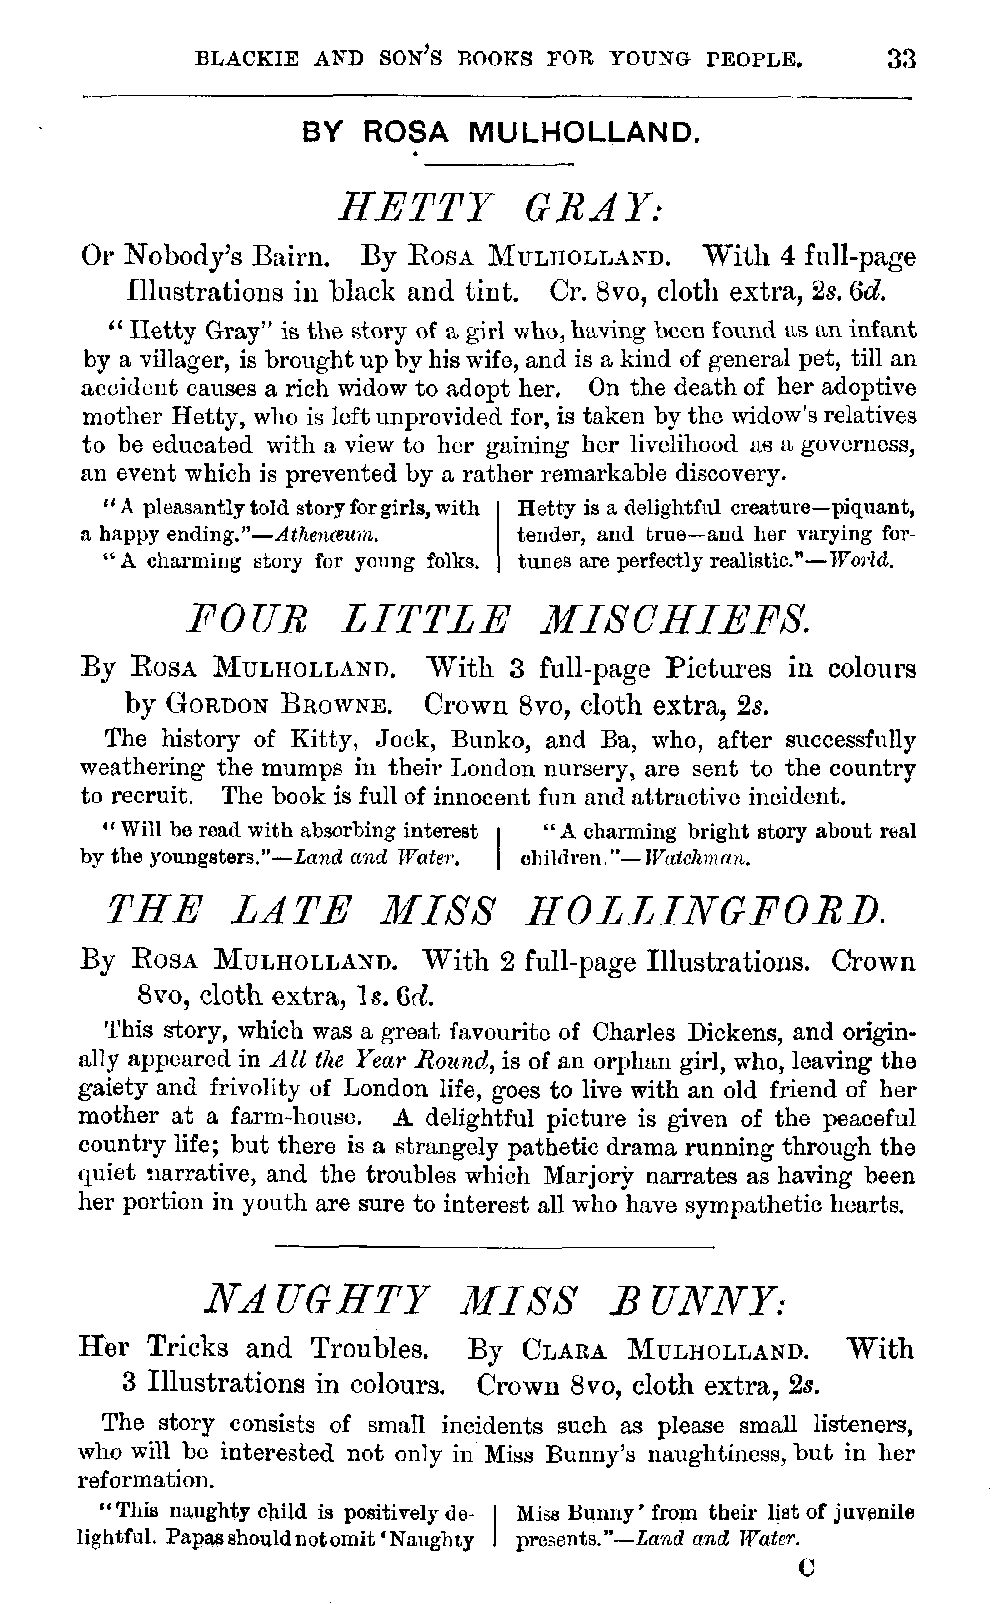 BLACKIE AND SON'S BOOKS FOR YOUNG PEOPLE. 33
BY ROSA MULHOLLAND.
HETTY GRAY:
Or Nobody's Bairn. By ROSA MULHOLLAND. With 4 full-page
Illustrations in black and tint. Cr. 8vo, cloth extra, 2s. 6d.
"Hetty Gray" is the story of a girl who, having been found as an infant
by a villager, is brought up by his wife, and is a kind of general pet, till an
accident causes a rich widow to adopt her. On the death of her adoptive
mother Hetty, who is left unprovided for, is taken by the widow's relatives
to be educated with a view to her gaining her livelihood as a governess,
an event which is prevented by a rather remarkable discovery.
"A pleasantly told story for girls, with
a happy ending."—Athenæum.
"A charming story for young folks.
Hetty is a delightful creature—piquant,
tender, and true—and her varying for-
tunes are perfectly realistic."—World.
FOUR LITTLE MISCHIEFS.
By ROSA MULHOLLAND. With 3 full-page Pictures in colours
by GORDON BROWNE. Crown 8vo, cloth extra, 2s.
The history of Kitty, Jock, Bunko, and Ba, who, after successfully
weathering the mumps in their London nursery, are sent to the country
to recruit. The book is full of innocent fun and attractive incident.
"Will be read with absorbing interest
by the youngsters."—Land and Water.
"A charming bright story about real
children."—Watchman.
THE LATE MISS HOLLINGFORD.
By ROSA MULHOLLAND. With 2 full-page Illustrations. Crown
8vo, cloth extra, 1s. 6d.
This story, which was a great favourite of Charles Dickens, and origin-
ally appeared in All the Year Round, is of an orphan girl, who, leaving the
gaiety and frivolity of London life, goes to live with an old friend of her
mother at a farm-house. A delightful picture is given of the peaceful
country life; but there is a strangely pathetic drama running through the
quiet narrative, and the troubles which Marjory narrates as having been
her portion in youth are sure to interest all who have sympathetic hearts.
NAUGHTY MISS BUNNY:
Her Tricks and Troubles. By CLARA MULHOLLAND. With
3 Illustrations in colours. Crown 8vo, cloth extra, 2s.
The story consists of small incidents such as please small listeners,
who will be interested not only in Miss Bunny's naughtiness, but in her
reformation.
"This naughty child is positively de-
lightful. Papas should not omit 'Naughty
Miss Bunny' from their list of juvenile
presents."—Land and Water.
C